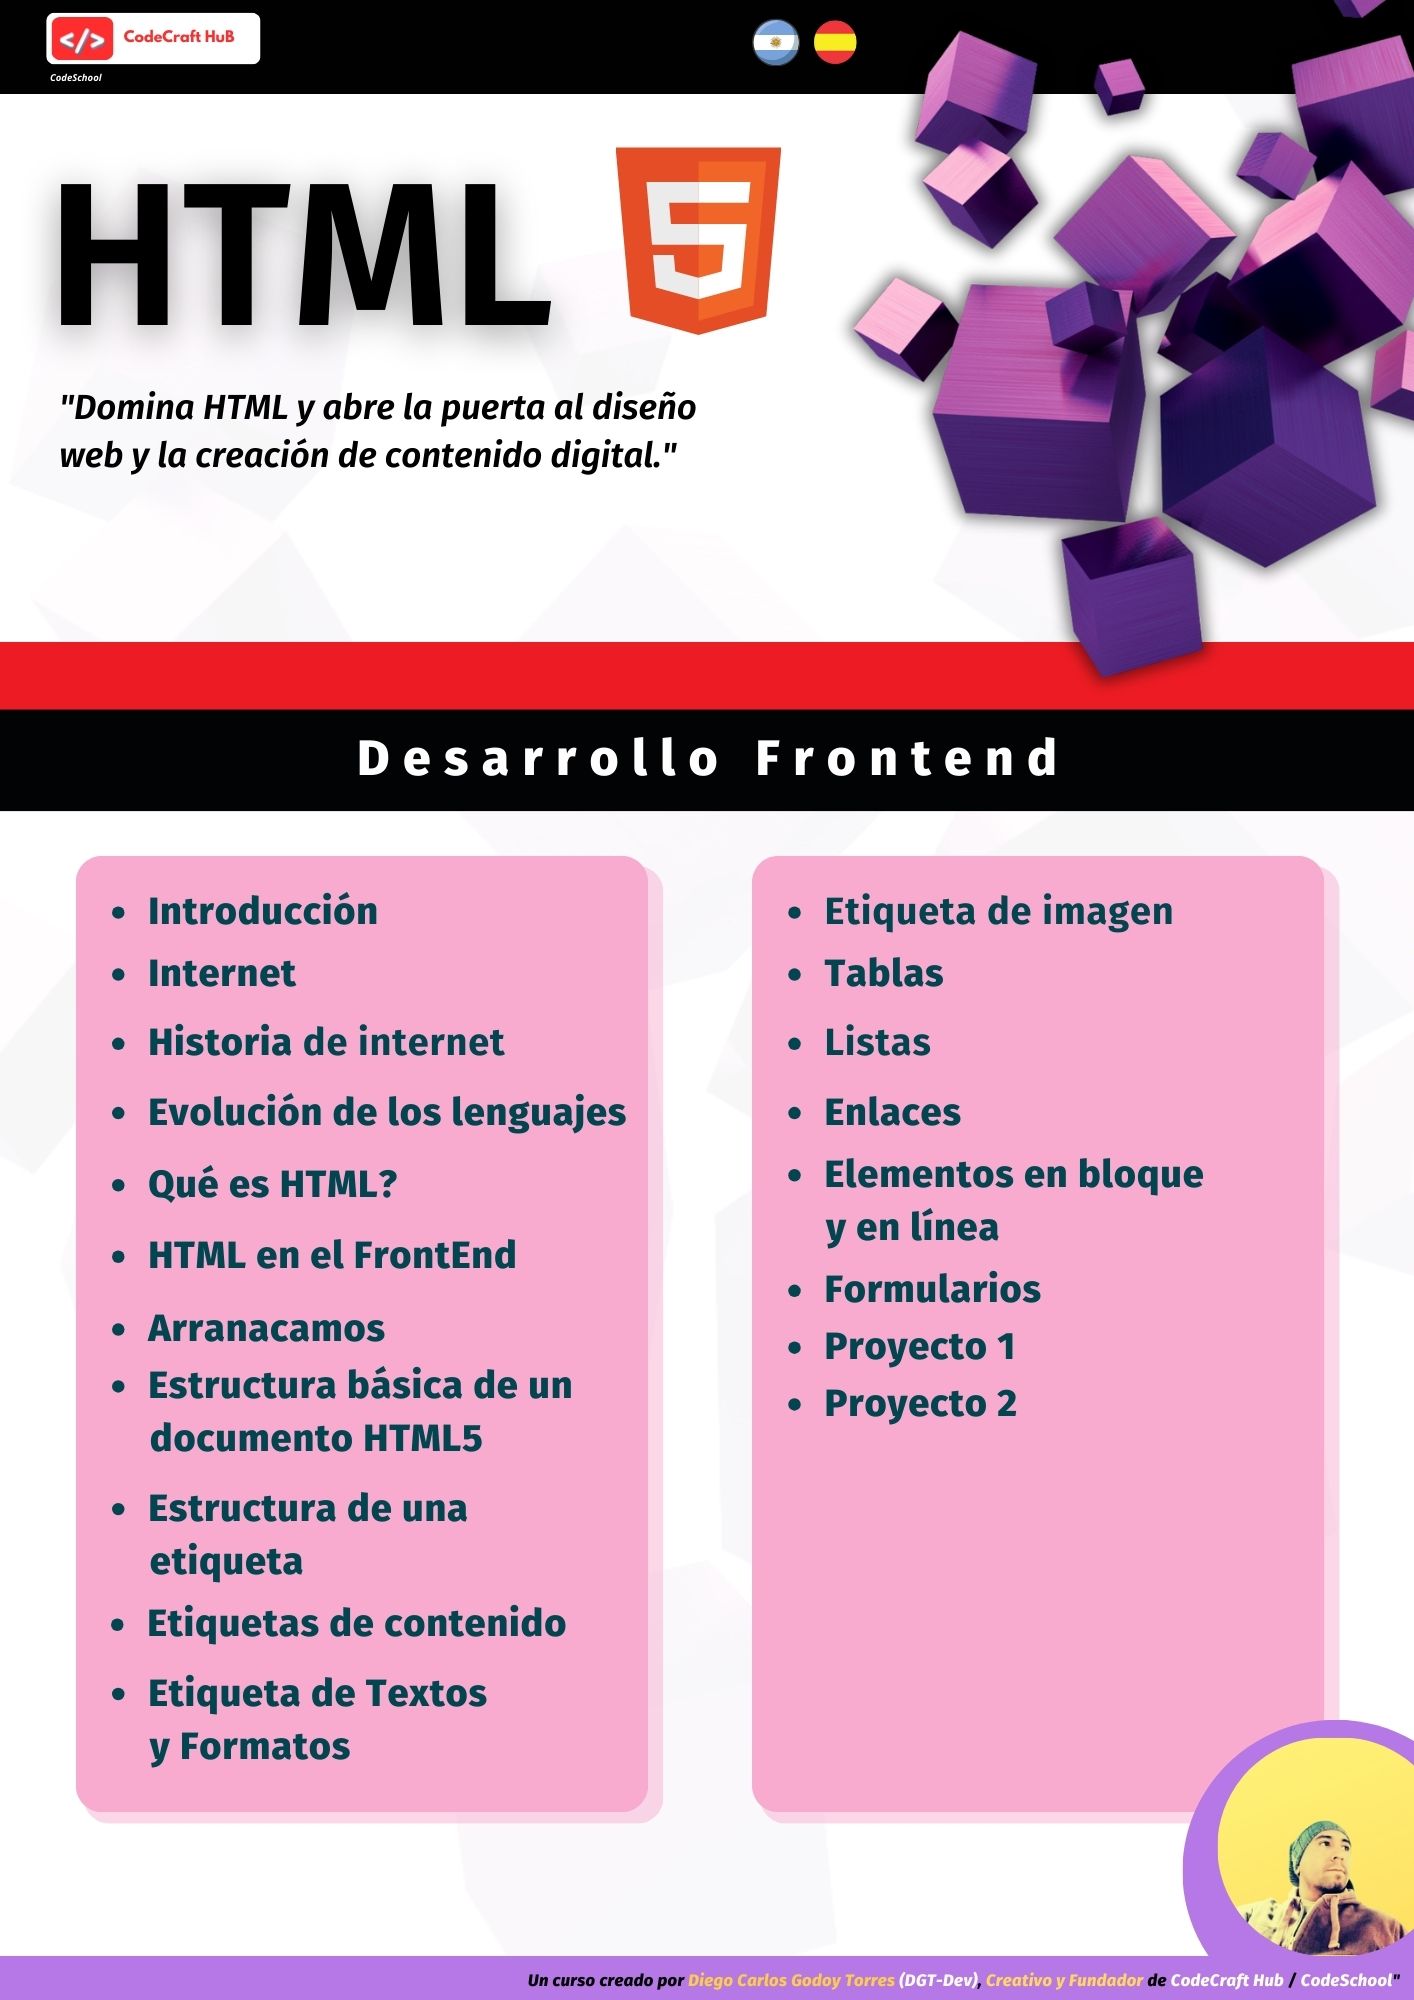 </> CodeCraft HuB
CodeSchool
HTML
5
"Domina HTML y abre la puerta al diseño
web y la creación de contenido digital."
Desarrollo Frontend
• Introducción
• Internet
• Historia de internet
• Evolución de los lenguajes
• Qué es HTML?
• HTML en el FrontEnd
• Arranacamos
• Estructura básica de un
documento HTML5
• Estructura de una
etiqueta
• Etiquetas de contenido
• Etiqueta de Textos
y Formatos
• Etiqueta de imagen
• Tablas
• Listas
• Enlaces
• Elementos en bloque
y en línea
• Formularios
• Proyecto 1
• Proyecto 2
Un curso creado por Diego Carlos Godoy Torres (DGT-Dev), Creativo y Fundador de CodeCraft Hub / CodeSchool"